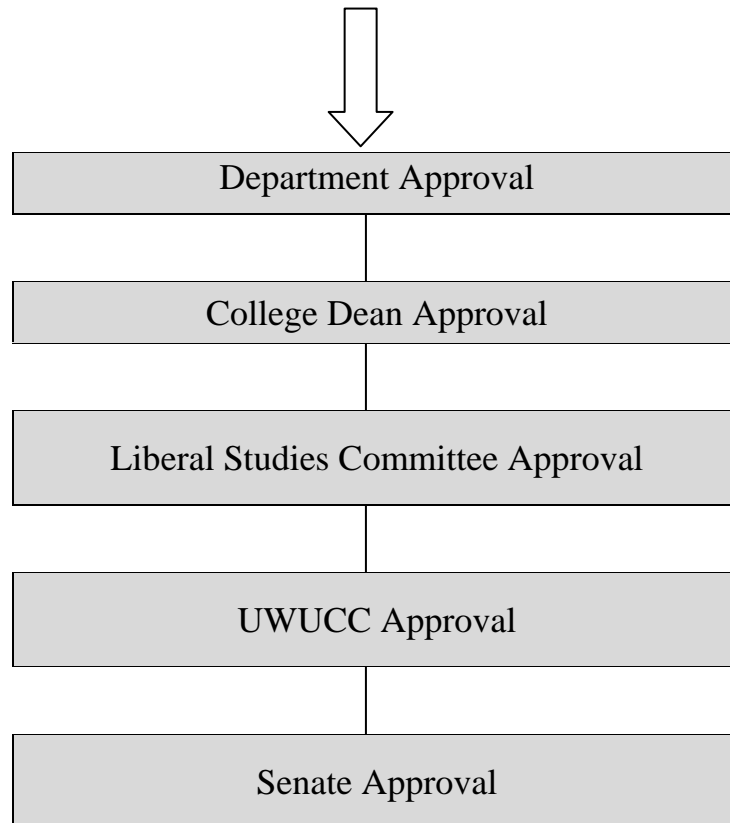 Department Approval
College Dean Approval
Liberal Studies Committee Approval
UWUCC Approval
Senate Approval